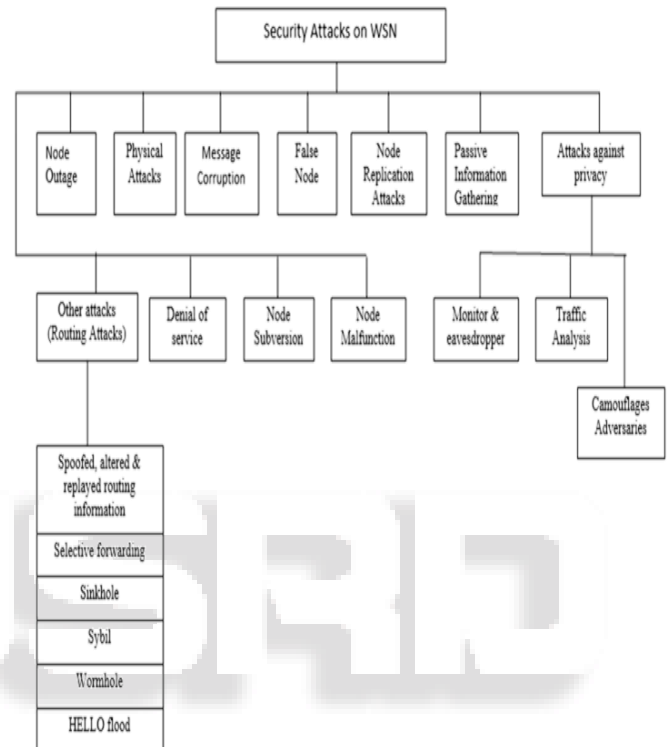 Security Attacks on WSN
Node
Outage
Physical
Attacks
Message
Corruption
False
Node
Node
Replication
Attacks
Passive
Information
Gathering
Attacks against
privacy
Other attacks
(Routing Attacks)
Denial of
service
Node
Subversion
Node
Malfunction
Monitor &
eavesdropper
Traffic
Analysis
Camouflages
Adversaries
Spoofed, altered &
replayed routing
information
Selective forwarding
Sinkhole
Sybil
Wormhole
HELLO flood